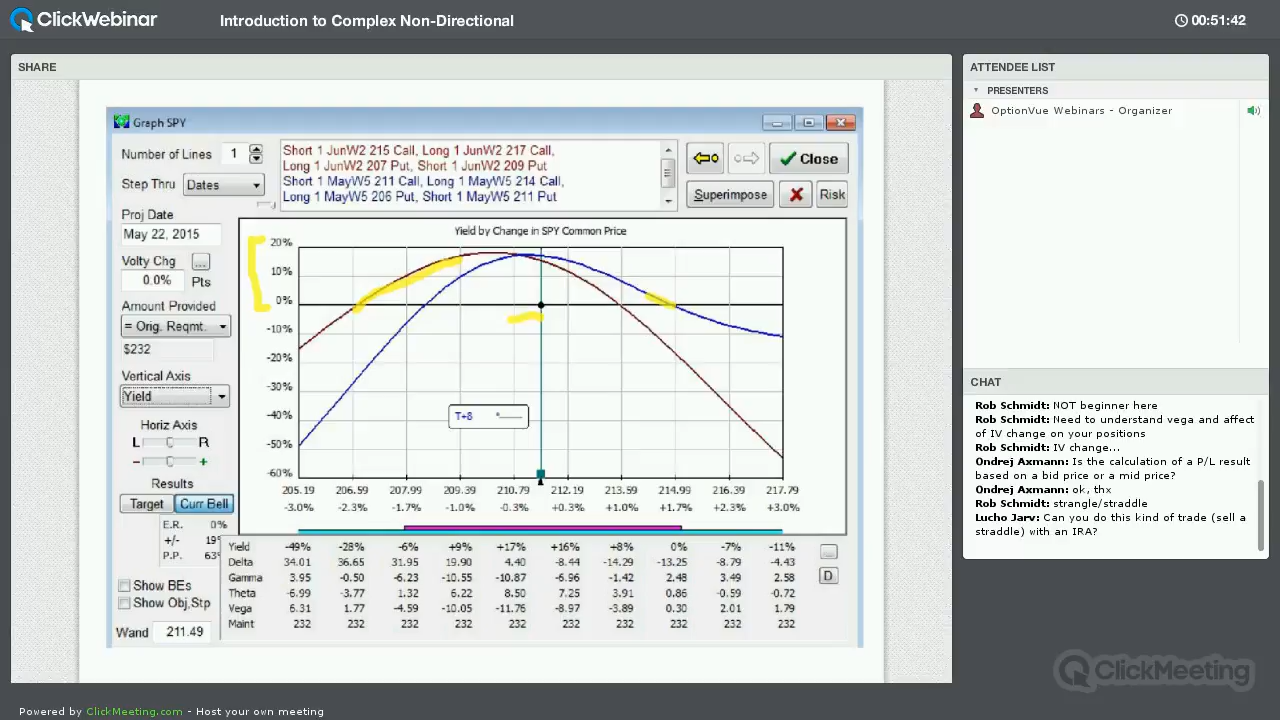 ClickWebinar
Introduction to Complex Non-Directional
00:51:42
SHARE
Graph SPY
Number of Lines 1
Step Thru Dates
Proj Date
May 22, 2015
Volty Chg ...
0.0% Pts
Amount Provided
= Orig. Reqmt.
$232
Vertical Axis
Yield
Horiz Axis
L R
- +
Results
Target Curr Bell
E.R. 0%
+/- 19
P.P. 63
Show BEs
Show Obj,Stp
Wand 211.49
Short 1 JunW2 215 Call, Long 1 JunW2 217 Call,
Long 1 JunW2 207 Put, Short 1 JunW2 209 Put
Short 1 MayW5 211 Call, Long 1 MayW5 214 Call,
Long 1 MayW5 206 Put, Short 1 MayW5 211 Put
Close
Superimpose
Risk
Yield by Change in SPY Common Price
20%
10%
0%
-10%
-20%
-30%
-40%
-50%
-60%
T+8
205.19 206.59 207.99 209.39 210.79 212.19 213.59 214.99 216.39 217.79
-3.0% -2.3% -1.7% -1.0% -0.3% +0.3% +1.0% +1.7% +2.3% +3.0%
Yield -49% -28% -6% +9% +17% +16% +8% 0% -7% -11%
Delta 34.01 36.65 31.95 19.90 4.40 -8.44 -14.29 -13.25 -8.79 -4.43
Gamma 3.95 -0.50 -6.23 -10.55 -10.87 -6.96 -1.42 2.48 3.49 2.58
Theta -6.99 -3.77 1.32 6.22 8.50 7.25 3.91 0.86 -0.59 -0.72
Vega 6.31 1.77 -4.59 -10.05 -11.76 -8.97 -3.89 0.30 2.01 1.79
Maint 232 232 232 232 232 232 232 232 232 232
D
ATTENDEE LIST
PRESENTERS
OptionVue Webinars - Organizer
CHAT
Rob Schmidt: NOT beginner here
Rob Schmidt: Need to understand vega and affect
of IV change on your positions
Rob Schmidt: IV change...
Ondrej Axmann: Is the calculation of a P/L result
based on a bid price or a mid price?
Ondrej Axmann: ok, thx
Rob Schmidt: strangle/straddle
Lucho Jarv: Can you do this kind of trade (sell a
straddle) with an IRA?
ClickMeeting
Powered by ClickMeeting.com - Host your own meeting